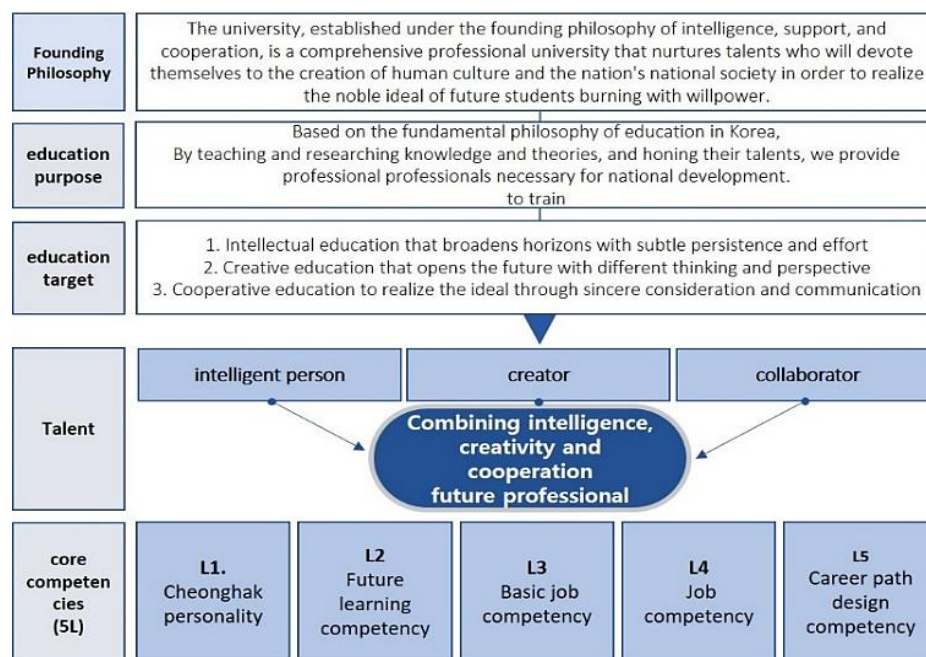 Founding
Philosophy
The university, established under the founding philosophy of intelligence, support, and
cooperation, is a comprehensive professional university that nurtures talents who will devote
themselves to the creation of human culture and the nation's national society in order to realize
the noble ideal of future students burning with willpower.
education
purpose
Based on the fundamental philosophy of education in Korea,
By teaching and researching knowledge and theories, and honing their talents, we provide
professional professionals necessary for national development.
to train
education
target
1. Intellectual education that broadens horizons with subtle persistence and effort
2. Creative education that opens the future with different thinking and perspective
3. Cooperative education to realize the ideal through sincere consideration and communication
Talent
intelligent person
creator
collaborator
Combining intelligence,
creativity and
cooperation
future professional
core
competen
cies
(5L)
L1.
Cheonghak
personality
L2
Future
learning
competency
L3
Basic job
competency
L4
Job
competency
L5
Career path
design
competency